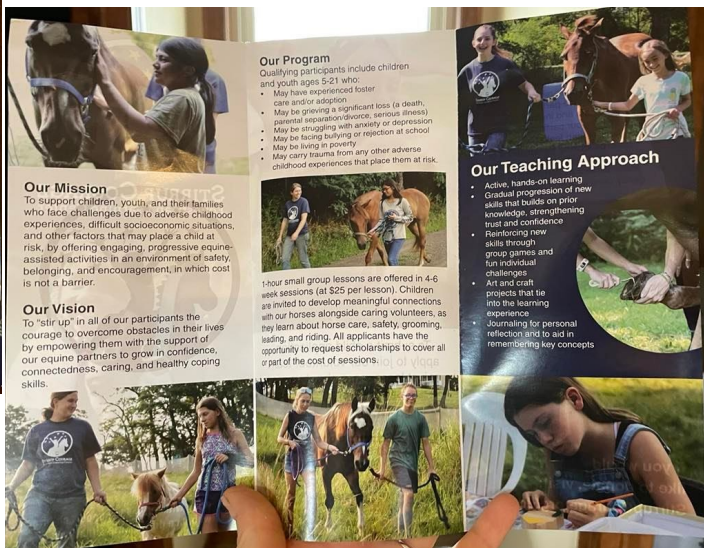 Our Mission
To support children, youth, and their families
who face challenges due to adverse childhood
experiences, difficult socioeconomic situations,
and other factors that may place a child at
risk, by offering engaging, progressive equine-
assisted activities in an environment of safety,
belonging, and encouragement, in which cost
is not a barrier.
Our Vision
To “stir up” in all of our participants the
courage to overcome obstacles in their lives
by empowering them with the support of
our equine partners to grow in confidence,
connectedness, caring, and healthy coping
skills.
Our Program
Qualifying participants include children
and youth ages 5-21 who:
• May have experienced foster
care and/or adoption
• May be grieving a significant loss (a death,
parental separation/divorce, serious illness)
• May be struggling with anxiety or depression
• May be facing bullying or rejection at school
• May be living in poverty
• May carry trauma from any other adverse
childhood experiences that place them at risk.
1-hour small group lessons are offered in 4-6
week sessions (at $25 per lesson). Children
are invited to develop meaningful connections
with our horses alongside caring volunteers, as
they learn about horse care, safety, grooming,
leading, and riding. All applicants have the
opportunity to request scholarships to cover all
or part of the cost of sessions.
Our Teaching Approach
• Active, hands-on learning
• Gradual progression of new
skills that builds on prior
knowledge, strengthening
trust and confidence
• Reinforcing new
skills through
group games and
fun individual
challenges
• Art and craft
projects that tie
into the learning
experience
• Journaling for personal
reflection and to aid in
remembering key concepts